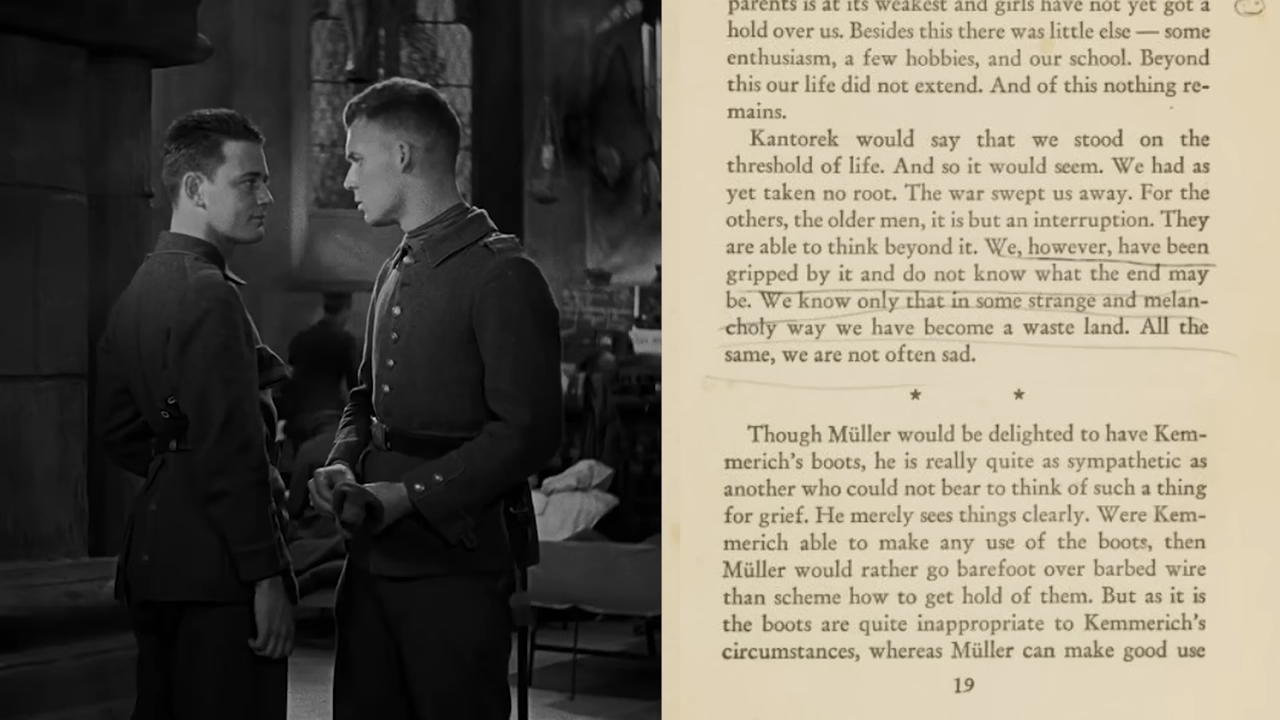 parents is at its weakest and girls have not yet got a
hold over us. Besides this there was little else — some
enthusiasm, a few hobbies, and our school. Beyond
this our life did not extend. And of this nothing re-
mains.
Kantorek would say that we stood on the
threshold of life. And so it would seem. We had as
yet taken no root. The war swept us away. For the
others, the older men, it is but an interruption. They
are able to think beyond it. We, however, have been
gripped by it and do not know what the end may
be. We know only that in some strange and melan-
choly way we have become a waste land. All the
same, we are not often sad.
* *
Though Müller would be delighted to have Kem-
merich's boots, he is really quite as sympathetic as
another who could not bear to think of such a thing
for grief. He merely sees things clearly. Were Kem-
merich able to make any use of the boots, then
Müller would rather go barefoot over barbed wire
than scheme how to get hold of them. But as it is
the boots are quite inappropriate to Kemmerich's
circumstances, whereas Müller can make good use
19